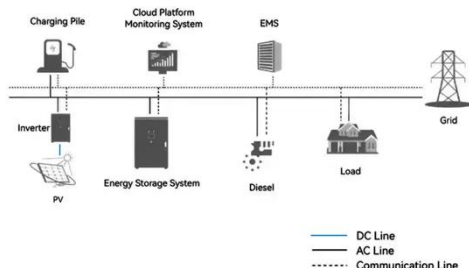 Charging Pile
Cloud Platform
Monitoring System
EMS
Grid
Inverter
PV
Energy Storage System
Diesel
Load
DC Line
AC Line
Communication Line